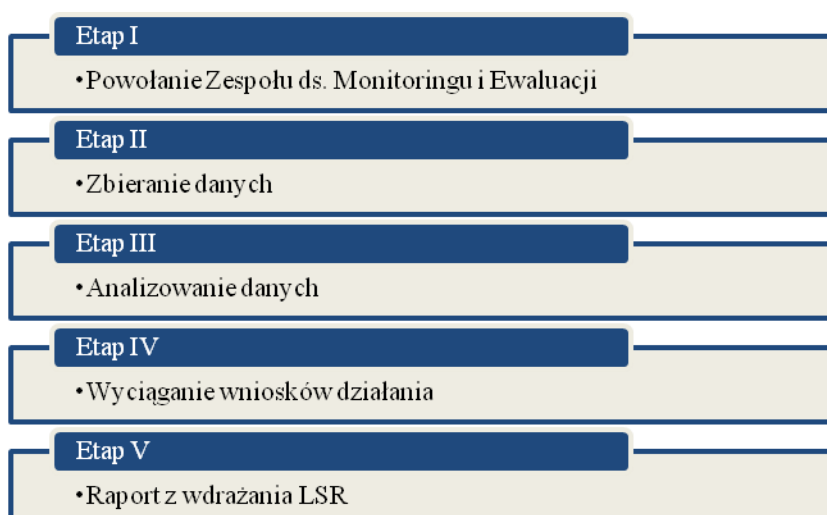 Etap I
•Powołanie Zespołu ds. Monitoringu i Ewaluacji
Etap II
•Zbieranie danych
Etap III
•Analizowanie danych
Etap IV
•Wyciąganie wniosków działania
Etap V
•Raport z wdrażania LSR